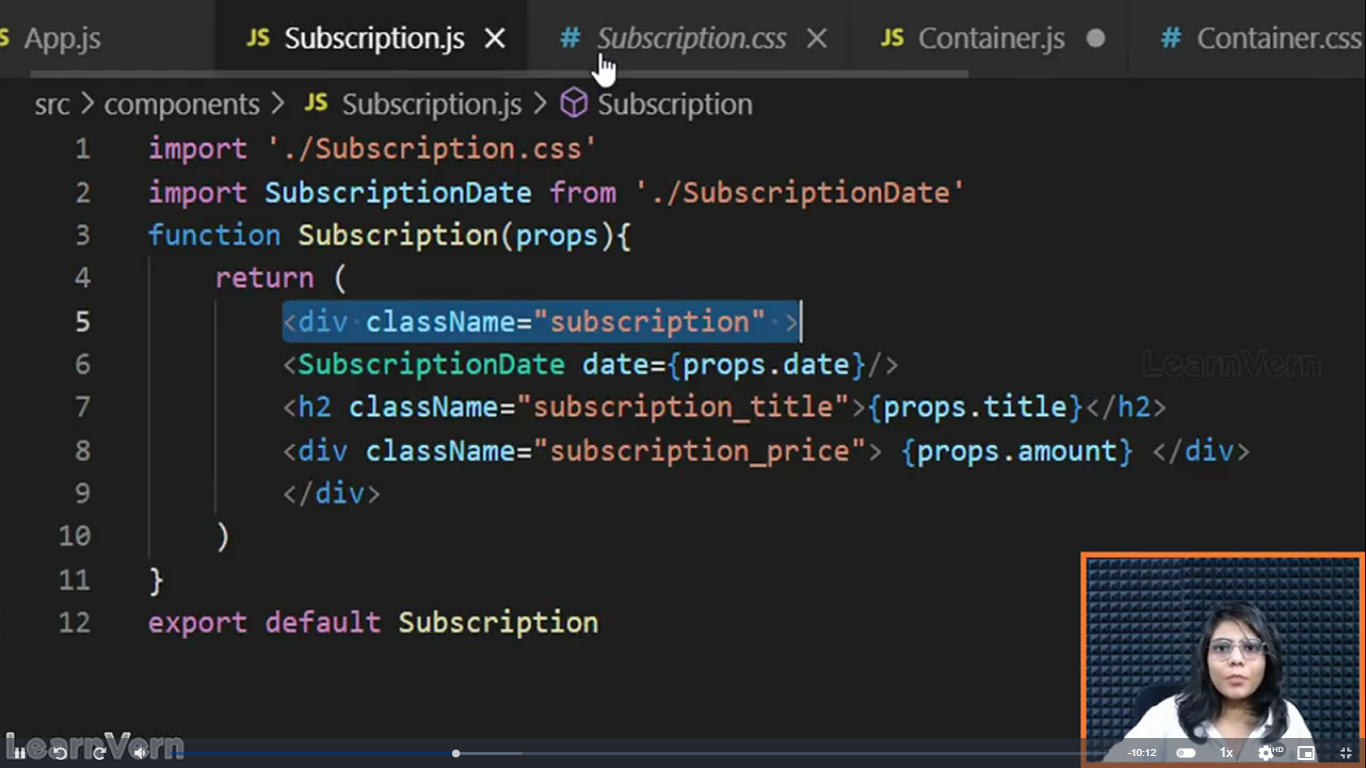 JS App.js JS Subscription.js # Subscription.css JS Container.js # Container.css
src > components > JS Subscription.js > Subscription
1 import './Subscription.css'
2 import SubscriptionDate from './SubscriptionDate'
3 function Subscription(props){
4 return (
5 <div className="subscription" >
6 <SubscriptionDate date={props.date}/>
LearnVern
7 <h2 className="subscription_title">{props.title}</h2>
8 <div className="subscription_price"> {props.amount} </div>
9 </div>
10 )
11 }
12 export default Subscription
LearnVern
-10:12 1x HD